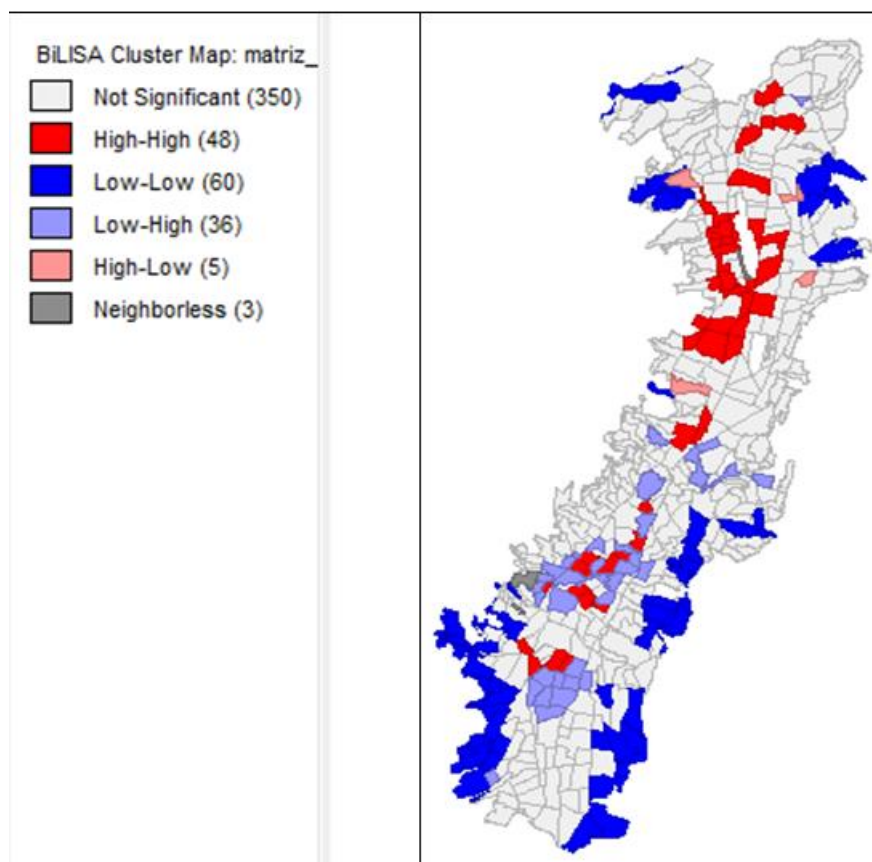 BiLISA Cluster Map: matriz_
Not Significant (350)
High-High (48)
Low-Low (60)
Low-High (36)
High-Low (5)
Neighborless (3)